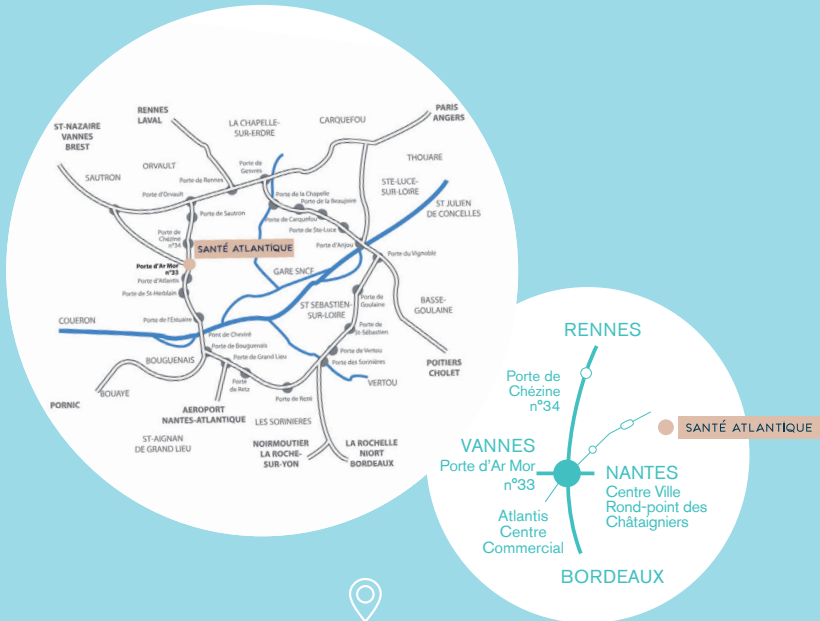 RENNES
LAVAL
LA CHAPELLE-
SUR-ERDRE
CARQUEFOU
PARIS
ANGERS
ST-NAZAIRE
VANNES
BREST
SAUTRON
ORVAULT
Porte de Rennes
Porte de
Gesvres
THOUARE
STE-LUCE-
SUR-LOIRE
ST JULIEN
DE CONCELLES
Porte d'Orvault
Porte de Sautron
Porte de la Chapelle
Porte de la Beaujoire
Porte de Carquefou
Porte de Ste-Luce
Porte d'Anjou
Porte du Vignoble
Porte de
Chézine
n°34
SANTÉ ATLANTIQUE
Porte d'Ar Mor
n°33
Porte d'Atlantis
Porte de St-Herblain
GARE SNCF
ST SEBASTIEN-
SUR-LOIRE
Porte de
Goulaine
BASSE-
GOULAINE
COUERON
Porte de l'Estuaire
Pont de Cheviré
Porte de
St-Sébastien
Porte de Bouguenais
Porte de Grand Lieu
Porte de Vertou
Porte des Sorinières
BOUGUENAIS
POITIERS
CHOLET
BOUAYE
Porte
de Retz
Porte de Rezé
VERTOU
PORNIC
AEROPORT
NANTES-ATLANTIQUE
LES SORINIERES
ST-AIGNAN
DE GRAND LIEU
NOIRMOUTIER
LA ROCHE-
SUR-YON
LA ROCHELLE
NIORT
BORDEAUX
RENNES
Porte de
Chézine
n°34
SANTÉ ATLANTIQUE
VANNES
Porte d'Ar Mor
n°33
NANTES
Centre Ville
Rond-point des
Châtaigniers
Atlantis
Centre
Commercial
BORDEAUX